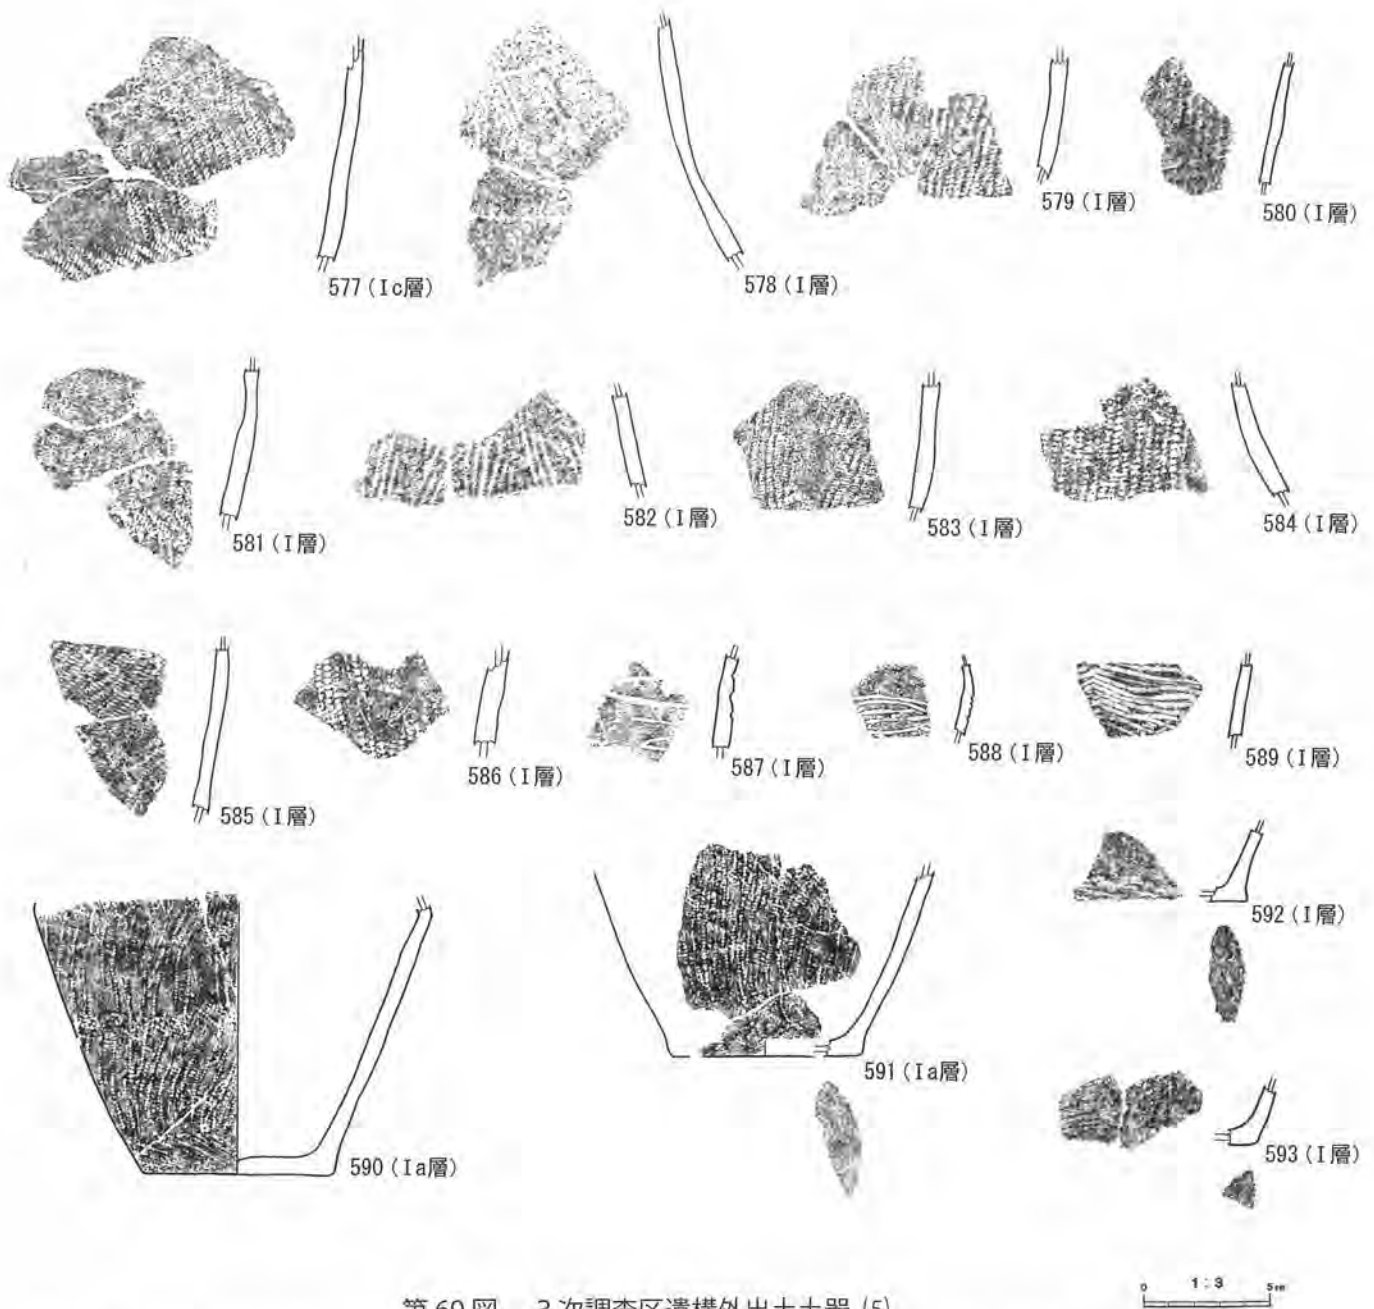 577 (Ic層)
578 (I層)
579 (I層)
580 (I層)
581 (I層)
582 (I層)
583 (I層)
584 (I層)
585 (I層)
586 (I層)
587 (I層)
588 (I層)
589 (I層)
590 (Ia層)
591 (Ia層)
592 (I層)
593 (I層)
0 1:3 5cm
第60図 3次調査区遺構外出土土器 (5)